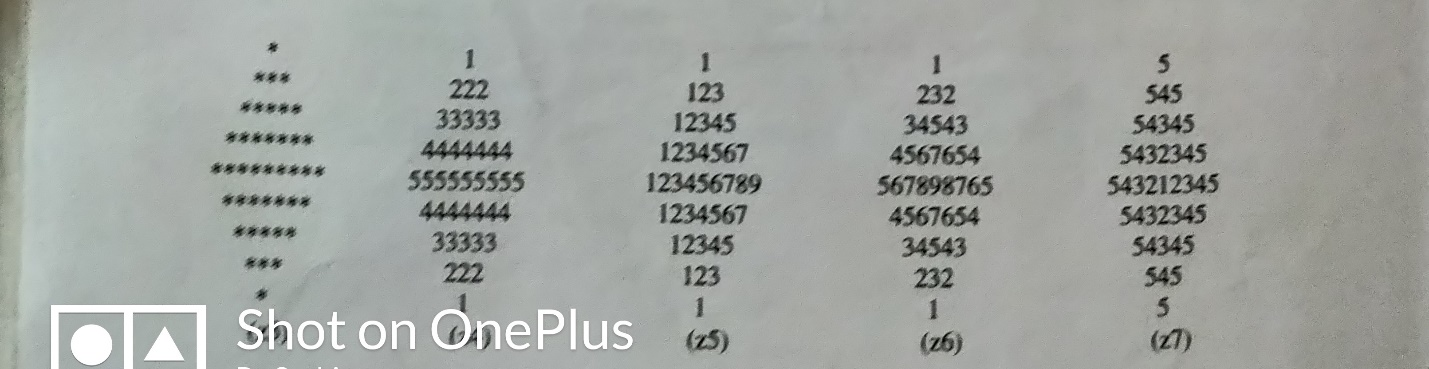 * 1 1 1 5
*** 222 123 232 545
***** 33333 12345 34543 54345
******* 4444444 1234567 4567654 5432345
********* 555555555 123456789 567898765 543212345
******* 4444444 1234567 4567654 5432345
***** 33333 12345 34543 54345
*** 222 123 232 545
* 1 1 1 5
(z5) (z6) (z7)
Shot on OnePlus